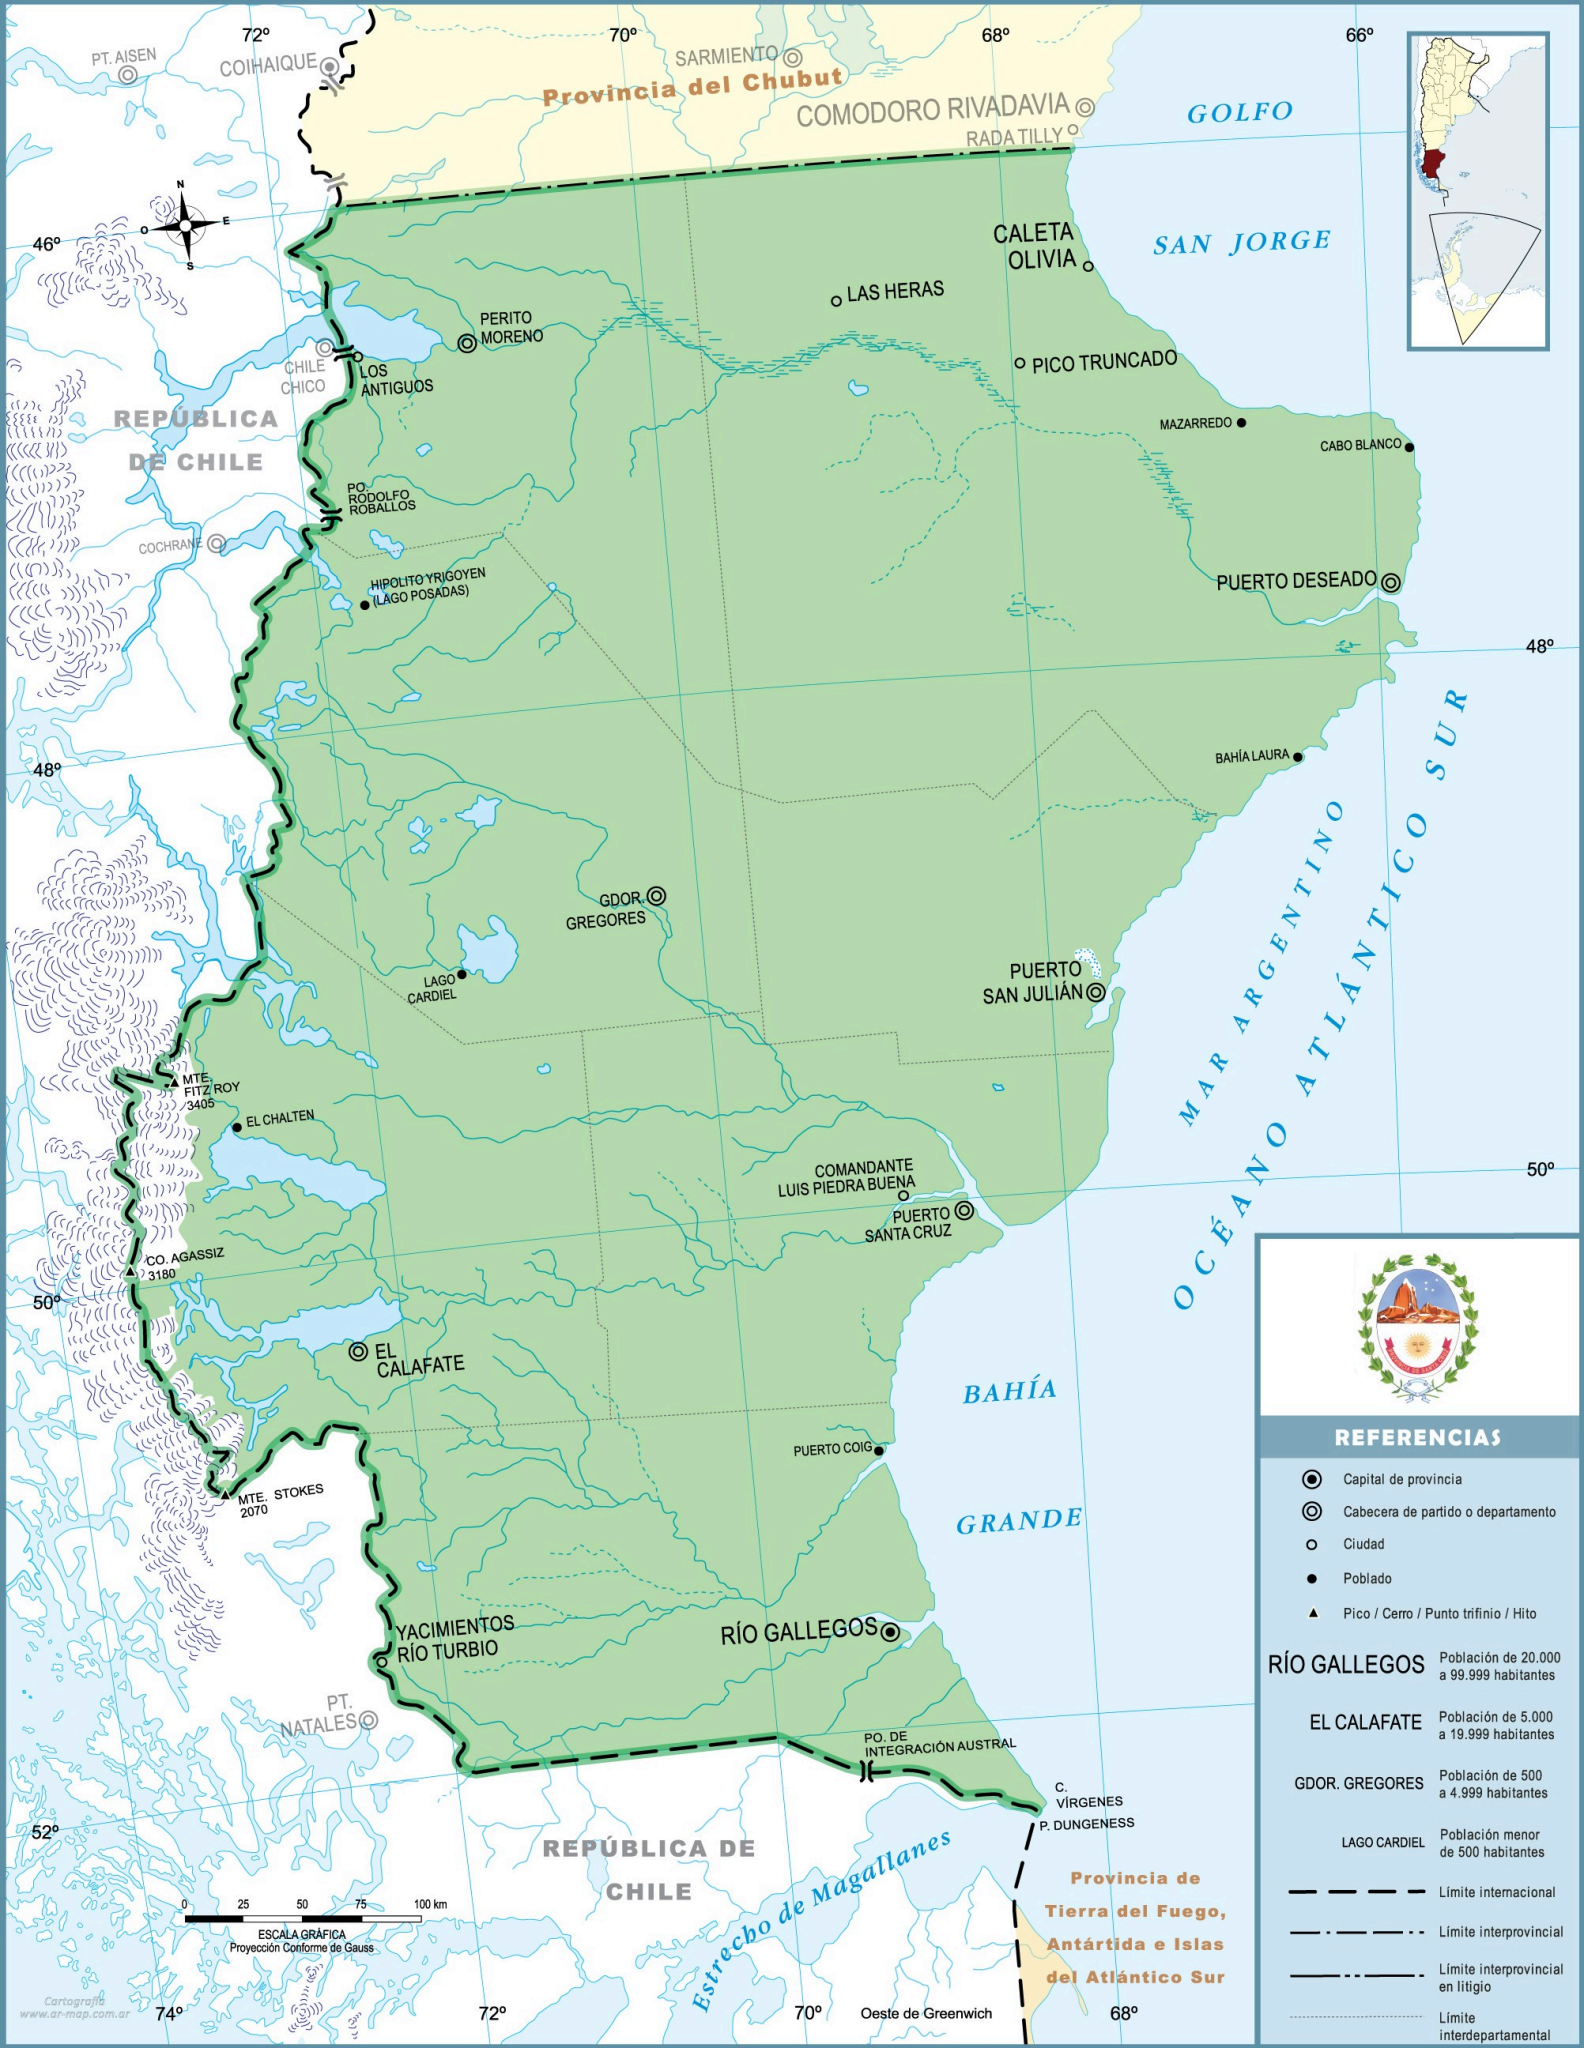 72º
70º
68º
66º
PT. AISEN
COIHAIQUE
SARMIENTO
Provincia del Chubut
COMODORO RIVADAVIA
RADA TILLY
GOLFO
SAN JORGE
N
O
E
S
46º
CALETA
OLIVIA
LAS HERAS
PERITO
MORENO
CHILE
CHICO
LOS
ANTIGUOS
PICO TRUNCADO
REPÚBLICA
DE CHILE
MAZARREDO
CABO BLANCO
PO.
RODOLFO
ROBALLOS
COCHRANE
HIPOLITO YRIGOYEN
(LAGO POSADAS)
PUERTO DESEADO
48º
48º
BAHÍA LAURA
MAR ARGENTINO
OCÉANO ATLÁNTICO SUR
GDOR.
GREGORES
LAGO
CARDIEL
PUERTO
SAN JULIÁN
MTE.
FITZ ROY
3405
EL CHALTEN
COMANDANTE
LUIS PIEDRA BUENA
PUERTO
SANTA CRUZ
50º
CO. AGASSIZ
3180
50º
EL
CALAFATE
BAHÍA
GRANDE
PUERTO COIG
MTE. STOKES
2070
YACIMIENTOS
RÍO TURBIO
RÍO GALLEGOS
PT.
NATALES
PO. DE
INTEGRACIÓN AUSTRAL
C.
VÍRGENES
P. DUNGENESS
52º
REPÚBLICA DE
CHILE
Estrecho de Magallanes
Provincia de
Tierra del Fuego,
Antártida e Islas
del Atlántico Sur
0 25 50 75 100 km
ESCALA GRÁFICA
Proyección Conforme de Gauss
Cartografía
www.ar-map.com.ar
74º
72º
70º
Oeste de Greenwich
68º
REFERENCIAS
Capital de provincia
Cabecera de partido o departamento
Ciudad
Poblado
Pico / Cerro / Punto trifinio / Hito
RÍO GALLEGOS
Población de 20.000
a 99.999 habitantes
EL CALAFATE
Población de 5.000
a 19.999 habitantes
GDOR. GREGORES
Población de 500
a 4.999 habitantes
LAGO CARDIEL
Población menor
de 500 habitantes
Límite internacional
Límite interprovincial
Límite interprovincial
en litigio
Límite
interdepartamental